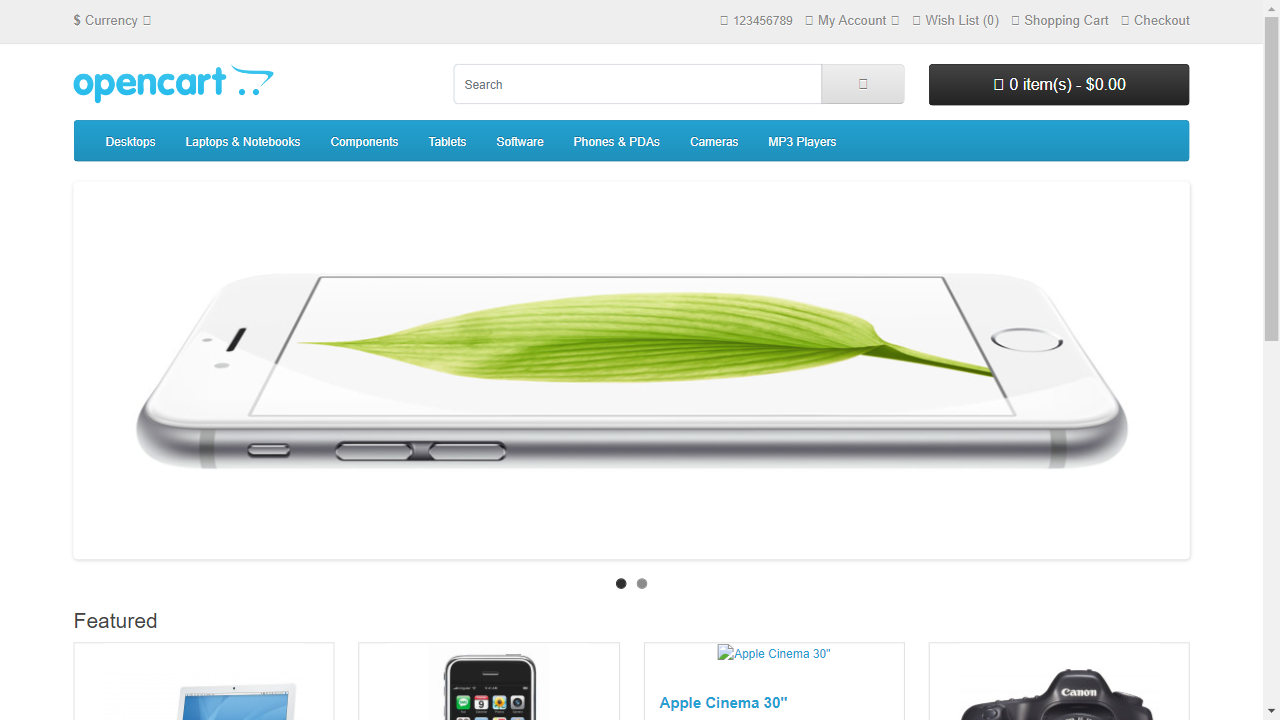 $ Currency
123456789 My Account Wish List (0) Shopping Cart Checkout
opencart
Search
0 item(s) - $0.00
Desktops Laptops & Notebooks Components Tablets Software Phones & PDAs Cameras MP3 Players
Featured
Apple Cinema 30"
Apple Cinema 30"
Canon